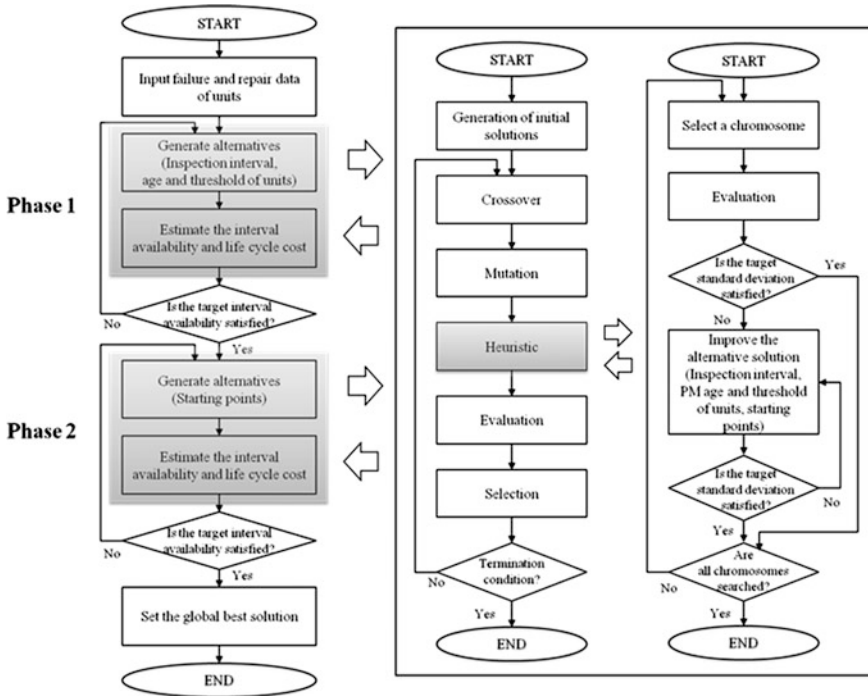 START
Input failure and repair data
of units
Phase 1
Generate alternatives
(Inspection interval,
age and threshold of units)
Estimate the interval
availability and life cycle cost
Is the target interval
availability satisfied?
No
Yes
Phase 2
Generate alternatives
(Starting points)
Estimate the interval
availability and life cycle cost
Is the target interval
availability satisfied?
No
Yes
Set the global best solution
END
START
Generation of initial
solutions
Crossover
Mutation
Heuristic
Evaluation
Selection
Termination
condition?
No
Yes
END
START
Select a chromosome
Evaluation
Is the target
standard deviation
satisfied?
Yes
No
Improve the
alternative solution
(Inspection interval,
PM age and threshold
of units, starting
points)
Is the target
standard deviation
satisfied?
No
Yes
Are
all chromosomes
searched?
No
Yes
END